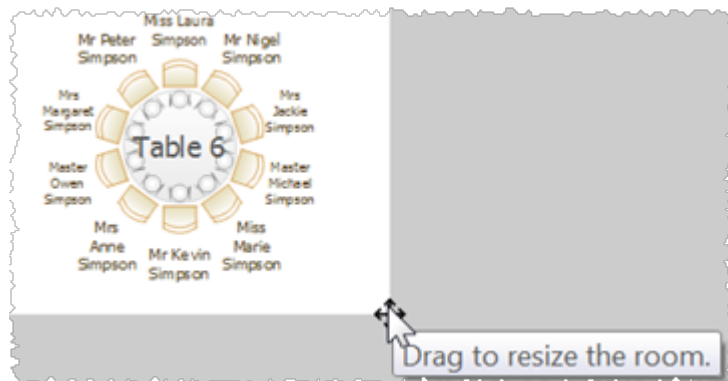 Miss Laura
Simpson
Mr Peter
Simpson
Mr Nigel
Simpson
Mrs
Margaret
Simpson
Mrs
Jackie
Simpson
Table 6
Master
Owen
Simpson
Master
Michael
Simpson
Mrs
Anne
Simpson
Mr Kevin
Simpson
Miss
Marie
Simpson
Drag to resize the room.